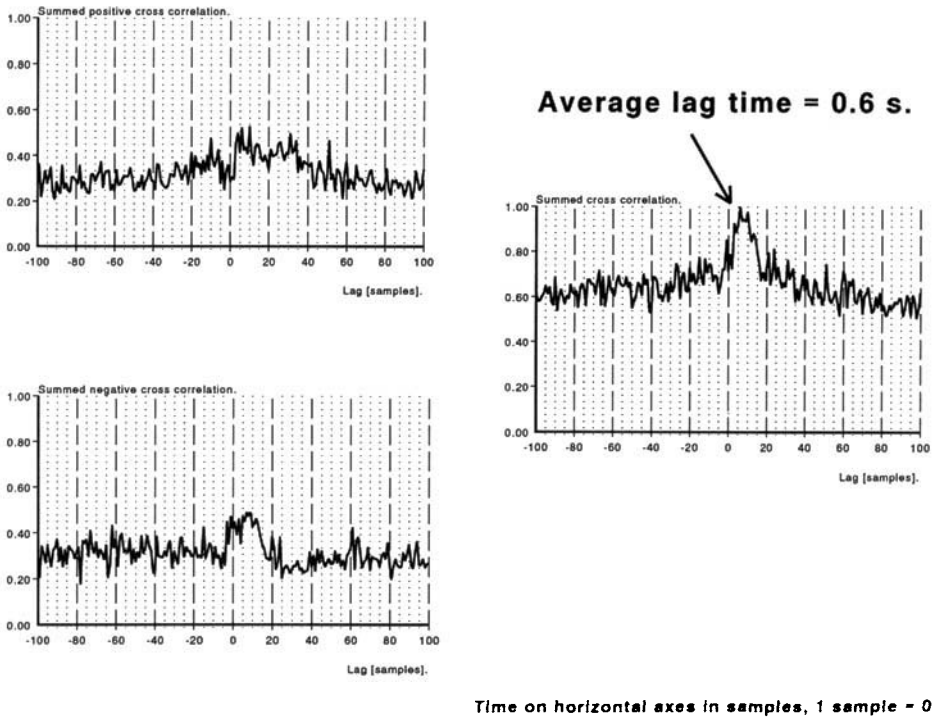 Summed positive cross correlation.
1.00
0.80
0.60
0.40
0.20
0.00
-100 -80 -60 -40 -20 0 20 40 60 80 100
Lag [samples].
Average lag time = 0.6 s.
Summed cross correlation.
1.00
0.80
0.60
0.40
0.20
0.00
-100 -80 -60 -40 -20 0 20 40 60 80 100
Lag [samples].
Summed negative cross correlation.
1.00
0.80
0.60
0.40
0.20
0.00
-100 -80 -60 -40 -20 0 20 40 60 80 100
Lag [samples].
Time on horizontal axes in samples, 1 sample = 0